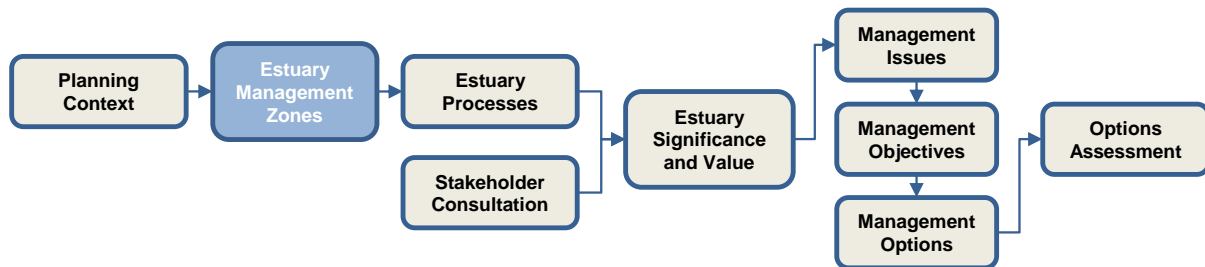 Planning
Context
Estuary
Management
Zones
Estuary
Processes
Stakeholder
Consultation
Estuary
Significance
and Value
Management
Issues
Management
Objectives
Management
Options
Options
Assessment